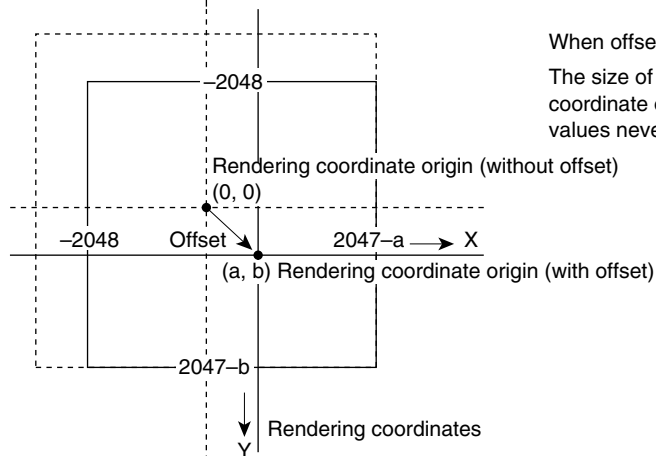 When offse
The size of
coordinate
values neve
–2048
Rendering coordinate origin (without offset)
(0, 0)
–2048
Offset
2047–a
X
(a, b) Rendering coordinate origin (with offset)
2047–b
Y
Rendering coordinates